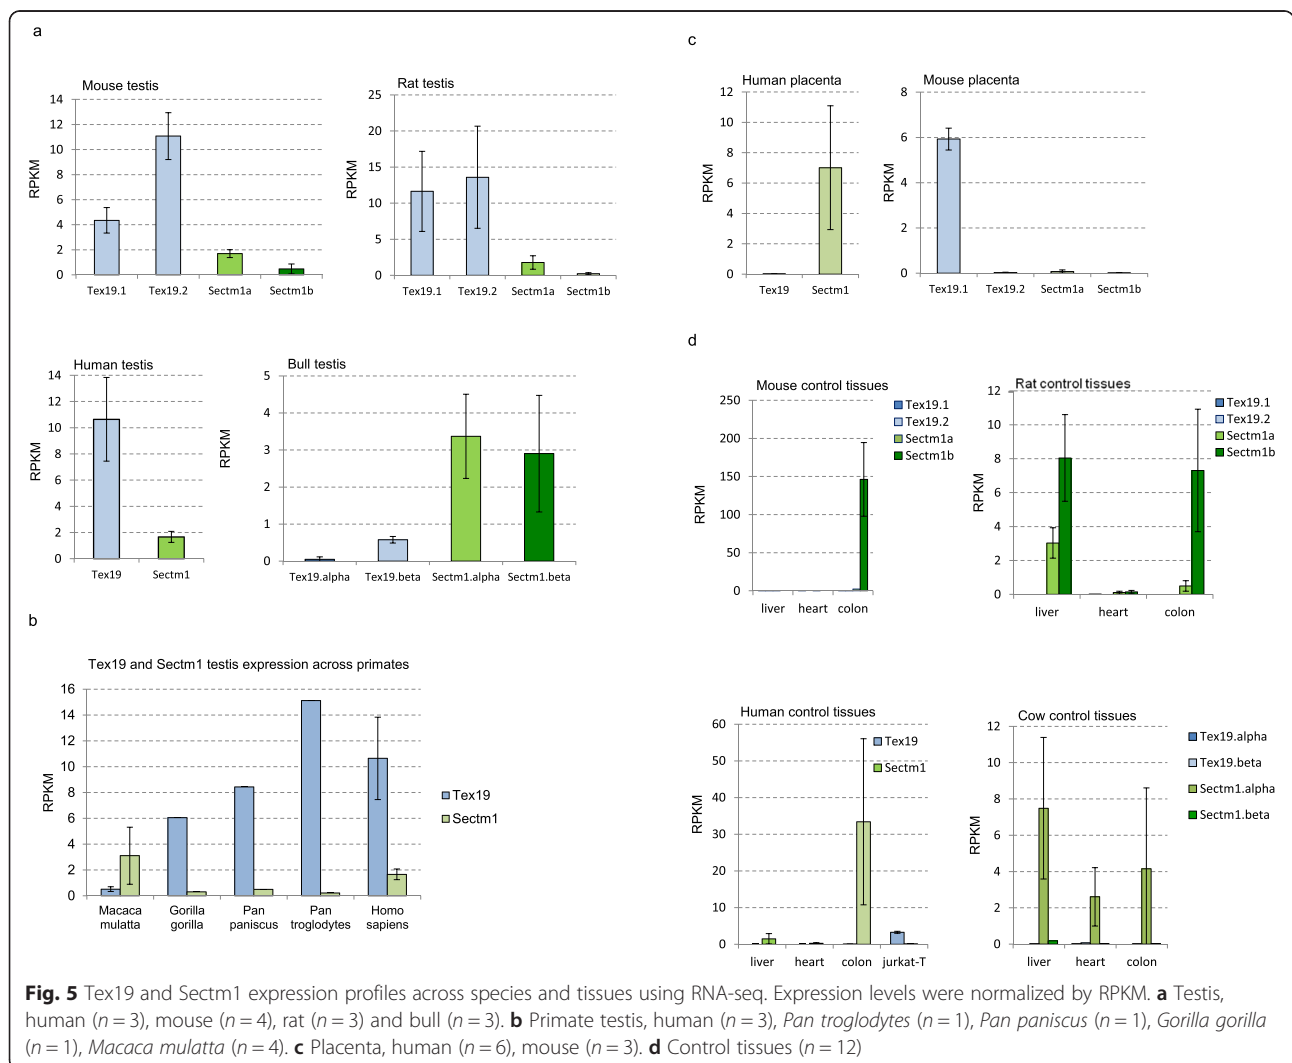 a
Mouse testis
14
12
10
8
6
4
2
0
RPKM
Tex19.1 Tex19.2 Sectm1a Sectm1b
Rat testis
25
20
15
10
5
0
RPKM
Tex19.1 Tex19.2 Sectm1a Sectm1b
Human testis
14
12
10
8
6
4
2
0
RPKM
Tex19 Sectm1
Bull testis
5
4
3
2
1
0
RPKM
Tex19.alpha Tex19.beta Sectm1.alpha Sectm1.beta
b
Tex19 and Sectm1 testis expression across primates
16
14
12
10
8
6
4
2
0
RPKM
Macaca Gorilla Pan Pan Homo
mulatta gorilla paniscus troglodytes sapiens
Tex19
Sectm1
c
Human placenta
12
10
8
6
4
2
0
RPKM
Tex19 Sectm1
Mouse placenta
8
6
4
2
0
RPKM
Tex19.1 Tex19.2 Sectm1a Sectm1b
d
Mouse control tissues
250
200
150
100
50
0
RPKM
liver heart colon
Tex19.1
Tex19.2
Sectm1a
Sectm1b
Rat control tissues
12
10
8
6
4
2
0
RPKM
liver heart colon
Tex19.1
Tex19.2
Sectm1a
Sectm1b
Human control tissues
60
50
40
30
20
10
0
RPKM
liver heart colon jurkat-T
Tex19
Sectm1
Cow control tissues
12
10
8
6
4
2
0
RPKM
liver heart colon
Tex19.alpha
Tex19.beta
Sectm1.alpha
Sectm1.beta
Fig. 5 Tex19 and Sectm1 expression profiles across species and tissues using RNA-seq. Expression levels were normalized by RPKM. a Testis,
human (n = 3), mouse (n = 4), rat (n = 3) and bull (n = 3). b Primate testis, human (n = 3), Pan troglodytes (n = 1), Pan paniscus (n = 1), Gorilla gorilla
(n = 1), Macaca mulatta (n = 4). c Placenta, human (n = 6), mouse (n = 3). d Control tissues (n = 12)